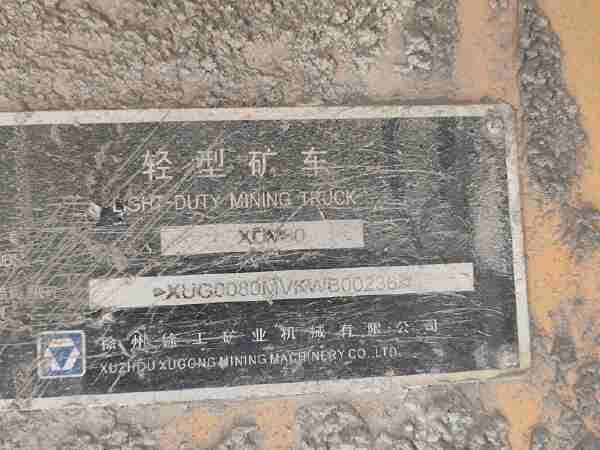 轻型矿车
LIGHT-DUTY MINING TRUCK
XUG0080MVKWB00236
徐州徐工矿业机械有限公司
XUZHOU XUGONG MINING MACHINERY CO.,LTD.